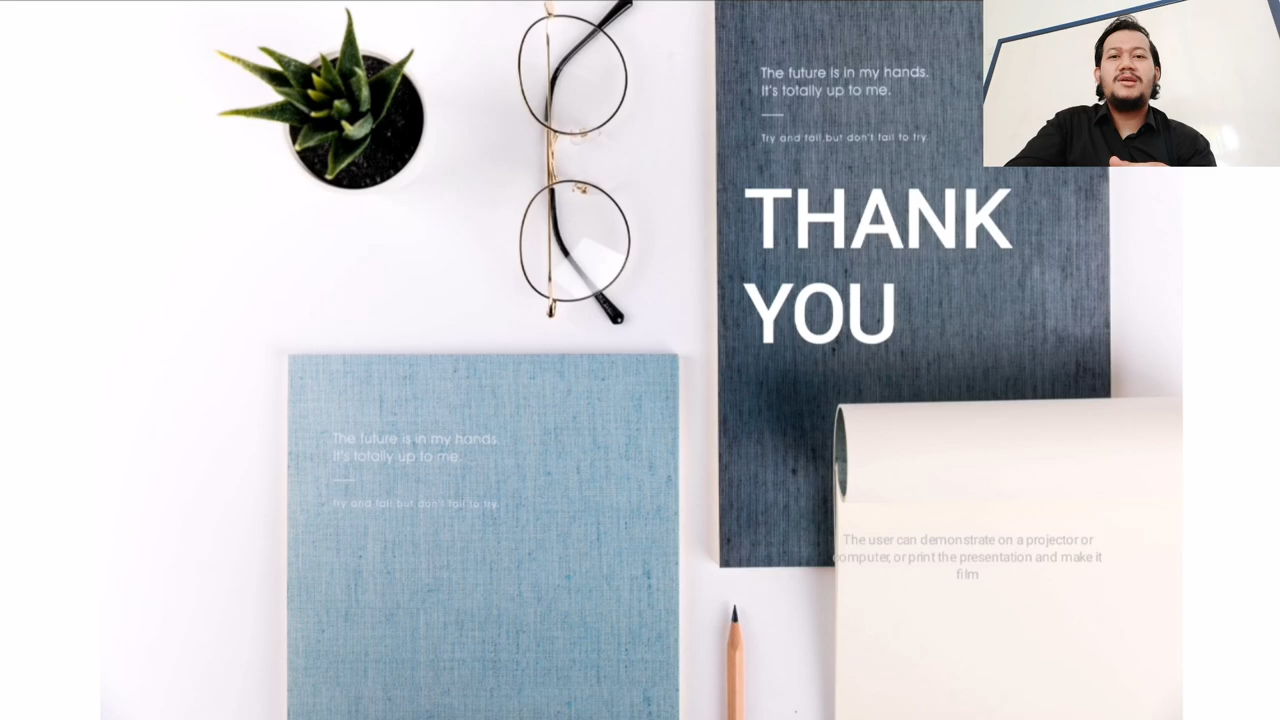 The future is in my hands.
It's totally up to me.
Try and fail, but don't fail to try.
THANK
YOU
The future is in my hands.
It's totally up to me.
Try and fail, but don't fail to try.
The user can demonstrate on a projector or
computer, or print the presentation and make it
film